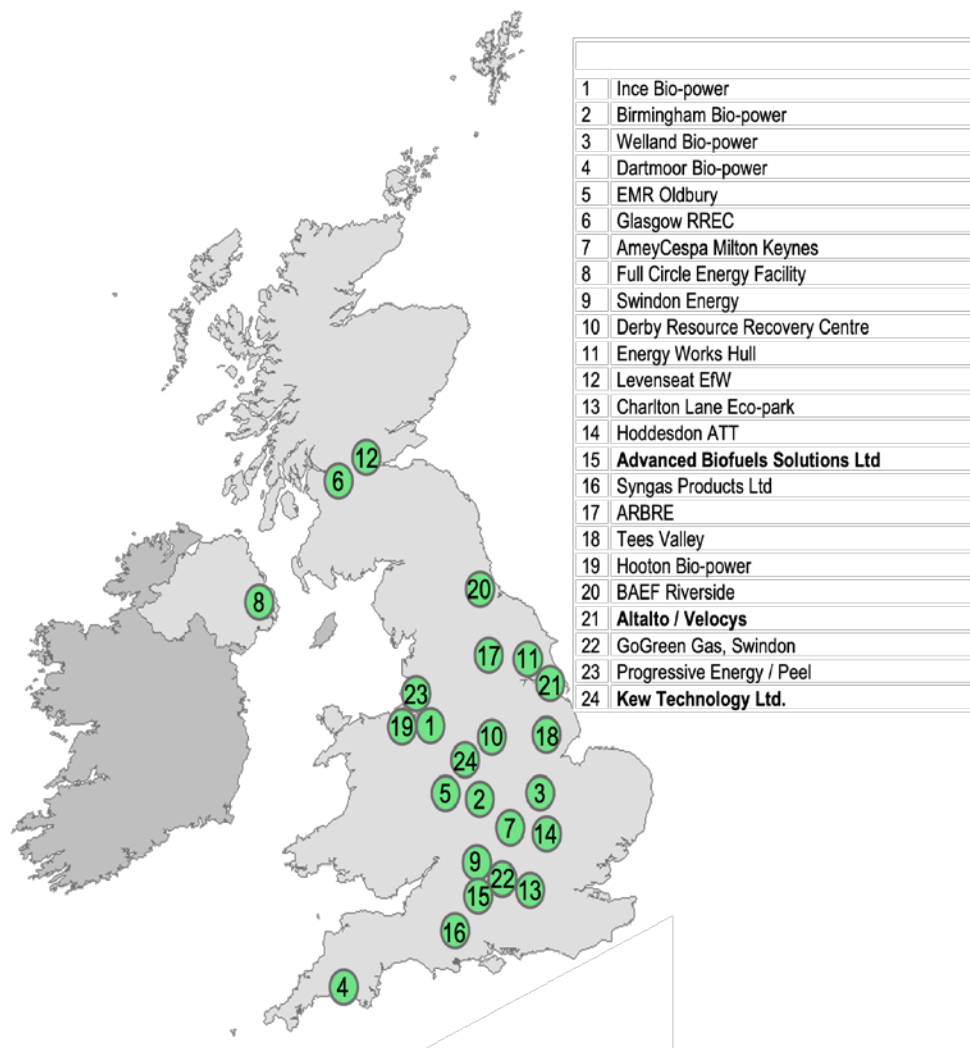 1 Ince Bio-power
2 Birmingham Bio-power
3 Welland Bio-power
4 Dartmoor Bio-power
5 EMR Oldbury
6 Glasgow RREC
7 AmeyCespa Milton Keynes
8 Full Circle Energy Facility
9 Swindon Energy
10 Derby Resource Recovery Centre
11 Energy Works Hull
12 Levenseat EfW
13 Charlton Lane Eco-park
14 Hoddesdon ATT
15 Advanced Biofuels Solutions Ltd
16 Syngas Products Ltd
17 ARBRE
18 Tees Valley
19 Hooton Bio-power
20 BAEF Riverside
21 Altalto / Velocys
22 GoGreen Gas, Swindon
23 Progressive Energy / Peel
24 Kew Technology Ltd.
12
6
20
8
17
11
21
23
19
1
10
18
24
5
2
3
7
14
9
22
15
13
16
4